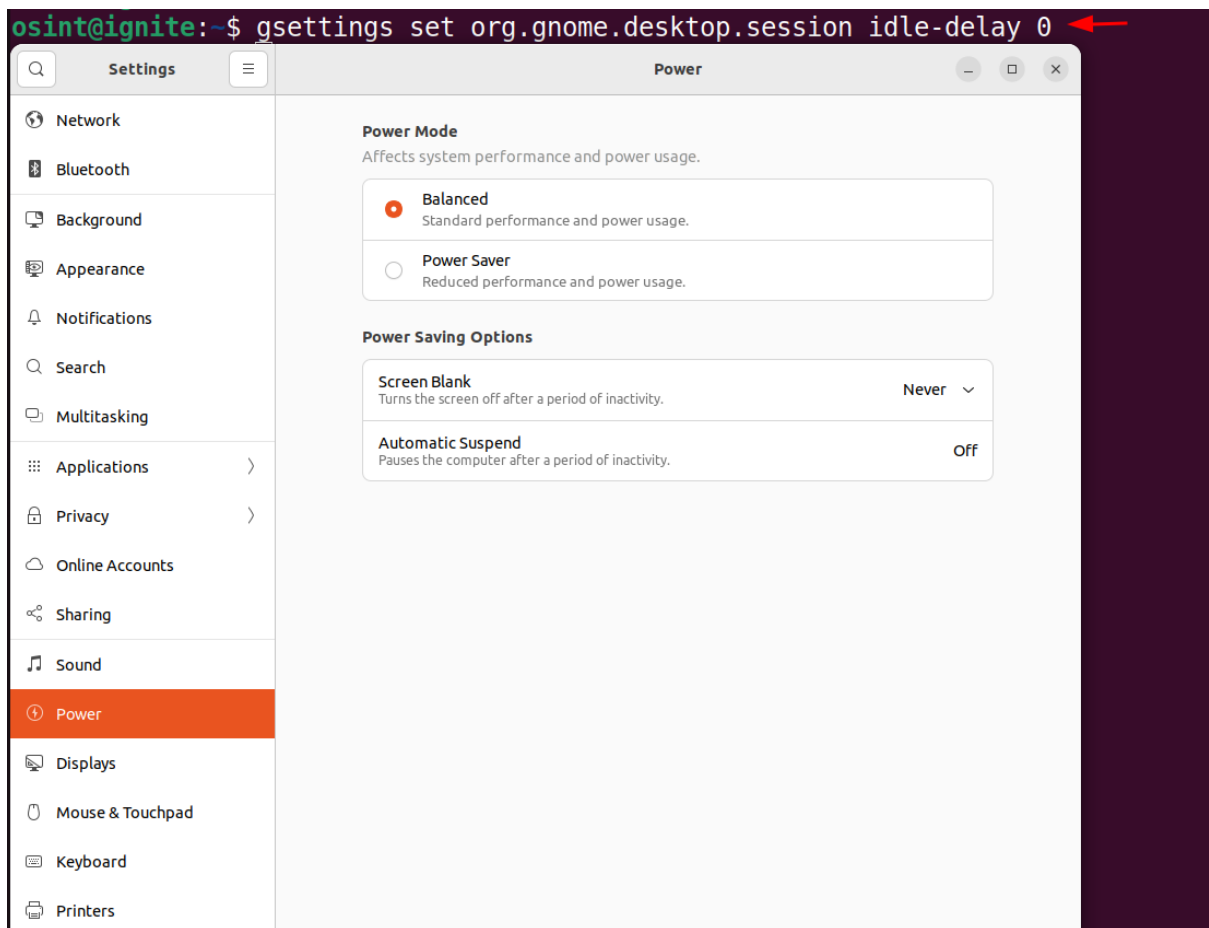 osint@ignite:~$ gsettings set org.gnome.desktop.session idle-delay 0
Settings
Power
Network
Bluetooth
Background
Appearance
Notifications
Search
Multitasking
Applications
Privacy
Online Accounts
Sharing
Sound
Power
Displays
Mouse & Touchpad
Keyboard
Printers
Power Mode
Affects system performance and power usage.
Balanced
Standard performance and power usage.
Power Saver
Reduced performance and power usage.
Power Saving Options
Screen Blank
Turns the screen off after a period of inactivity.
Never
Automatic Suspend
Pauses the computer after a period of inactivity.
Off